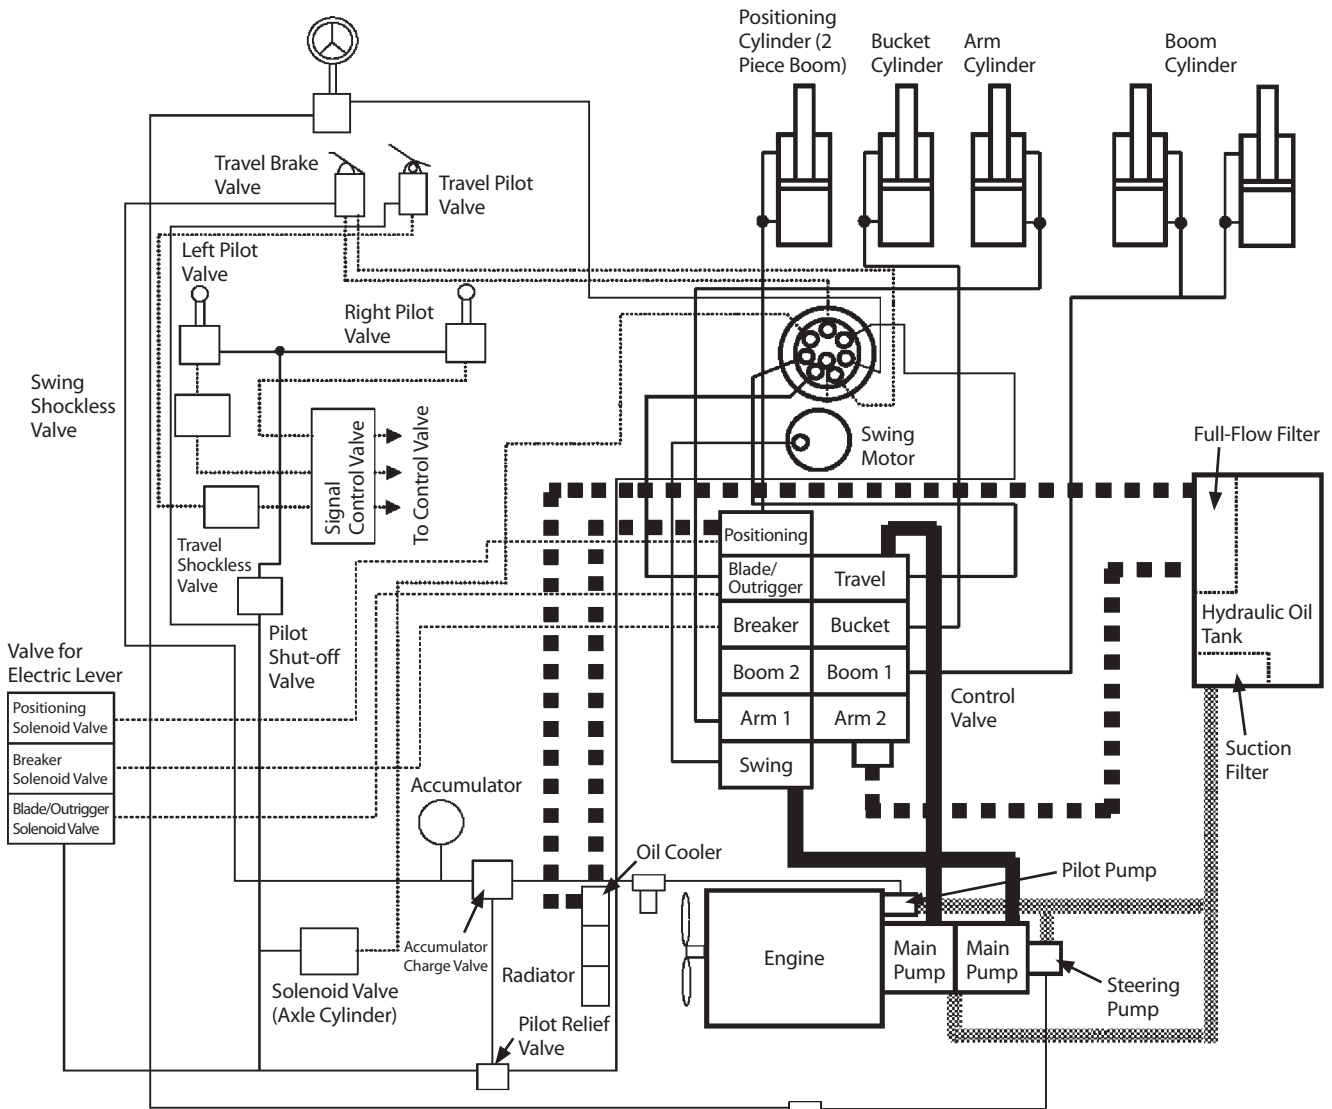 Positioning
Cylinder (2
Piece Boom)
Bucket
Cylinder
Arm
Cylinder
Boom
Cylinder
Travel Brake
Valve
Travel Pilot
Valve
Left Pilot
Valve
Right Pilot
Valve
Swing
Shockless
Valve
Signal
Control Valve
To Control Valve
Swing
Motor
Full-Flow Filter
Travel
Shockless
Valve
Positioning
Blade/
Outrigger
Travel
Breaker
Bucket
Boom 2
Boom 1
Arm 1
Arm 2
Swing
Control
Valve
Hydraulic Oil
Tank
Suction
Filter
Pilot
Shut-off
Valve
Valve for
Electric Lever
Positioning
Solenoid Valve
Breaker
Solenoid Valve
Blade/Outrigger
Solenoid Valve
Accumulator
Oil Cooler
Pilot Pump
Accumulator
Charge Valve
Radiator
Engine
Main
Pump
Main
Pump
Steering
Pump
Solenoid Valve
(Axle Cylinder)
Pilot Relief
Valve